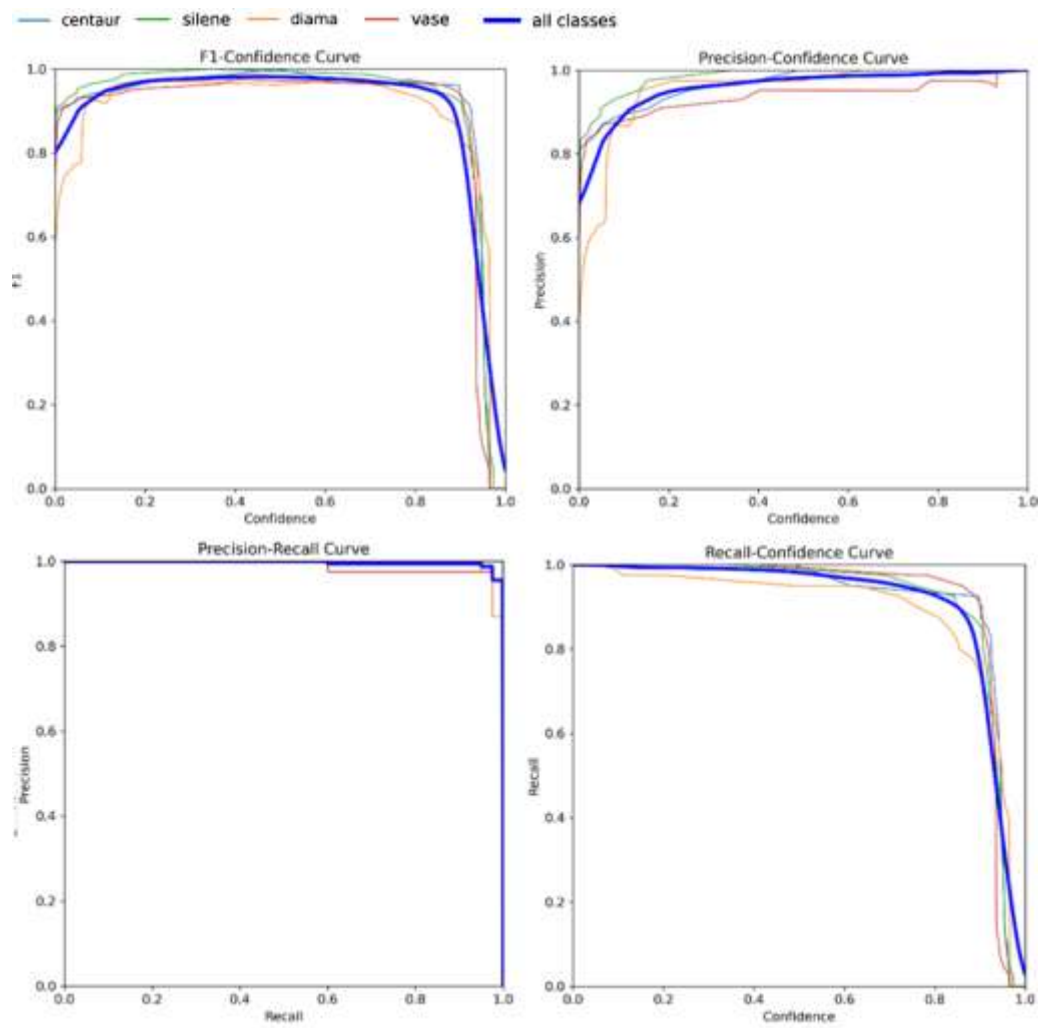 centaur silene diama vase all classes
F1-Confidence Curve
1.0
0.8
0.6
0.4
0.2
0.0
F1
0.0 0.2 0.4 0.6 0.8 1.0
Confidence
Precision-Confidence Curve
1.0
0.8
0.6
0.4
0.2
0.0
Precision
0.0 0.2 0.4 0.6 0.8 1.0
Confidence
Precision-Recall Curve
1.0
0.8
0.6
0.4
0.2
0.0
Precision
0.0 0.2 0.4 0.6 0.8 1.0
Recall
Recall-Confidence Curve
1.0
0.8
0.6
0.4
0.2
0.0
Recall
0.0 0.2 0.4 0.6 0.8 1.0
Confidence